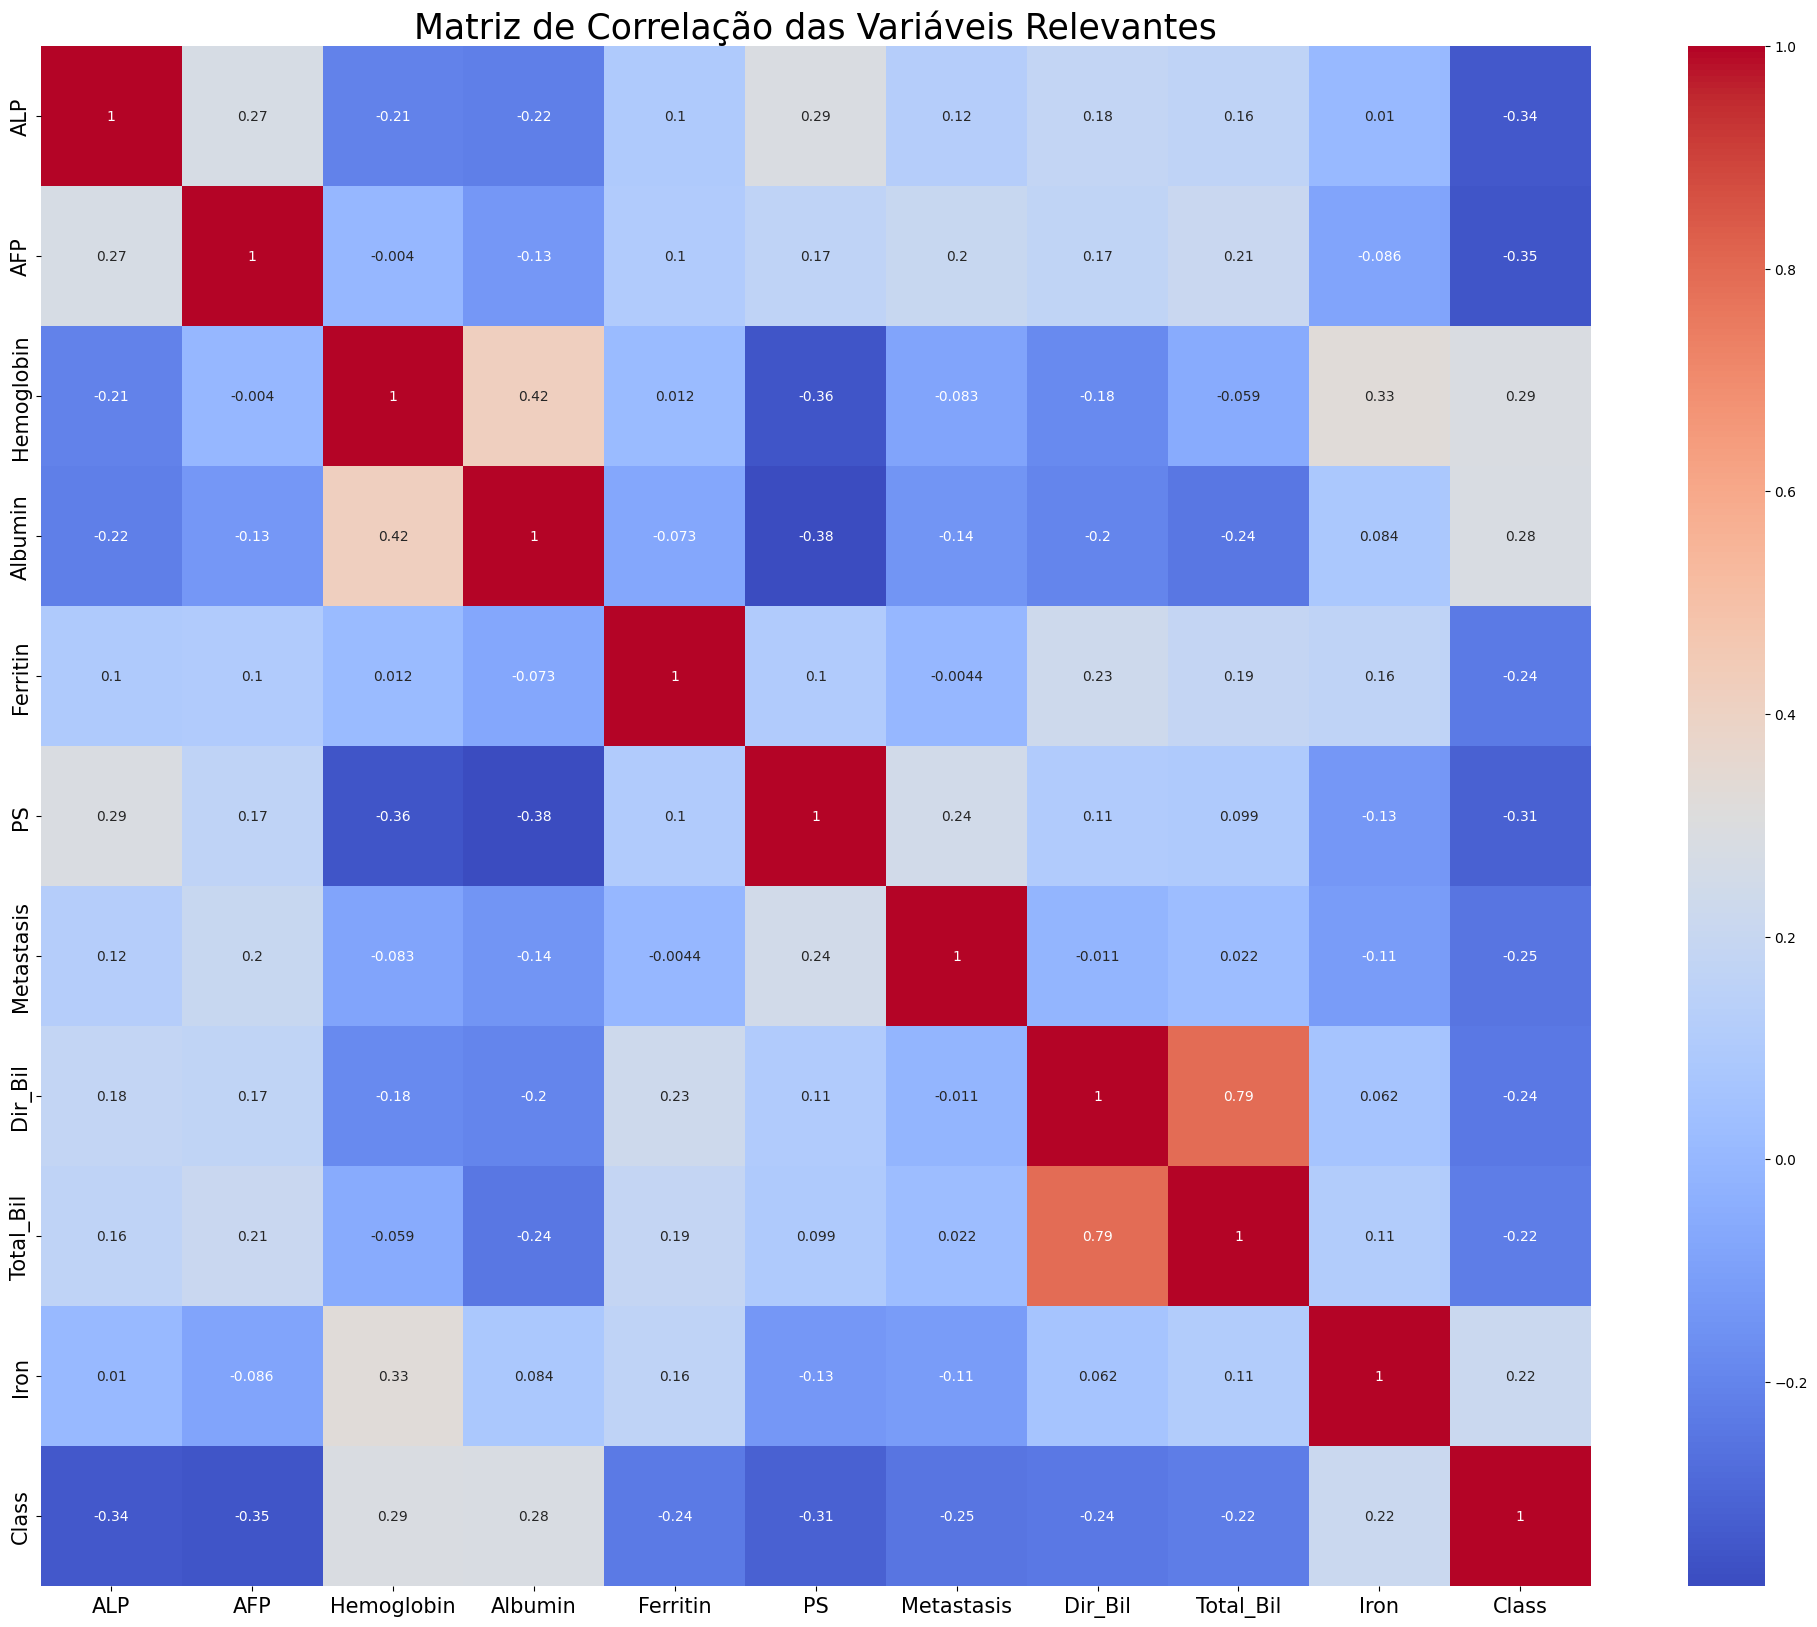 Matriz de Correlação das Variáveis Relevantes
ALP 1 0.27 -0.21 -0.22 0.1 0.29 0.12 0.18 0.16 0.01 -0.34
AFP 0.27 1 -0.004 -0.13 0.1 0.17 0.2 0.17 0.21 -0.086 -0.35
Hemoglobin -0.21 -0.004 1 0.42 0.012 -0.36 -0.083 -0.18 -0.059 0.33 0.29
Albumin -0.22 -0.13 0.42 1 -0.073 -0.38 -0.14 -0.2 -0.24 0.084 0.28
Ferritin 0.1 0.1 0.012 -0.073 1 0.1 -0.0044 0.23 0.19 0.16 -0.24
PS 0.29 0.17 -0.36 -0.38 0.1 1 0.24 0.11 0.099 -0.13 -0.31
Metastasis 0.12 0.2 -0.083 -0.14 -0.0044 0.24 1 -0.011 0.022 -0.11 -0.25
Dir_Bil 0.18 0.17 -0.18 -0.2 0.23 0.11 -0.011 1 0.79 0.062 -0.24
Total_Bil 0.16 0.21 -0.059 -0.24 0.19 0.099 0.022 0.79 1 0.11 -0.22
Iron 0.01 -0.086 0.33 0.084 0.16 -0.13 -0.11 0.062 0.11 1 0.22
Class -0.34 -0.35 0.29 0.28 -0.24 -0.31 -0.25 -0.24 -0.22 0.22 1
ALP AFP Hemoglobin Albumin Ferritin PS Metastasis Dir_Bil Total_Bil Iron Class
1.0
0.8
0.6
0.4
0.2
0.0
−0.2